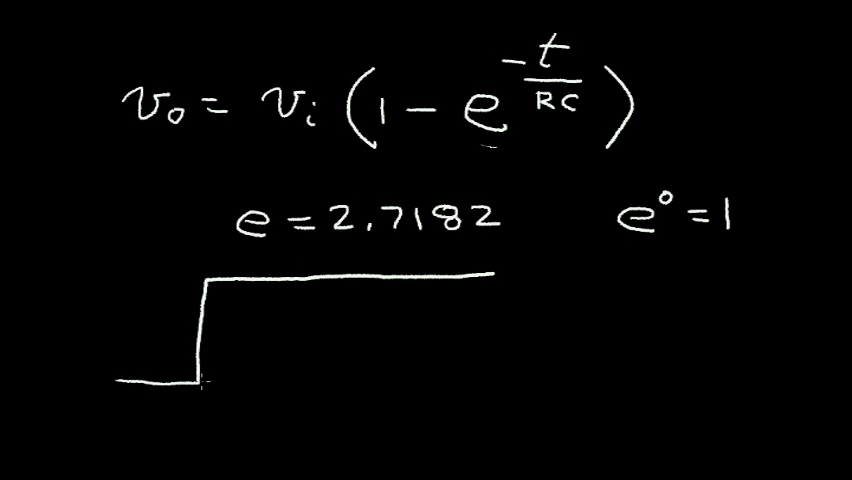 v₀ = vᵢ (1 - e^(-t/RC))
e = 2.7182 e⁰ = 1